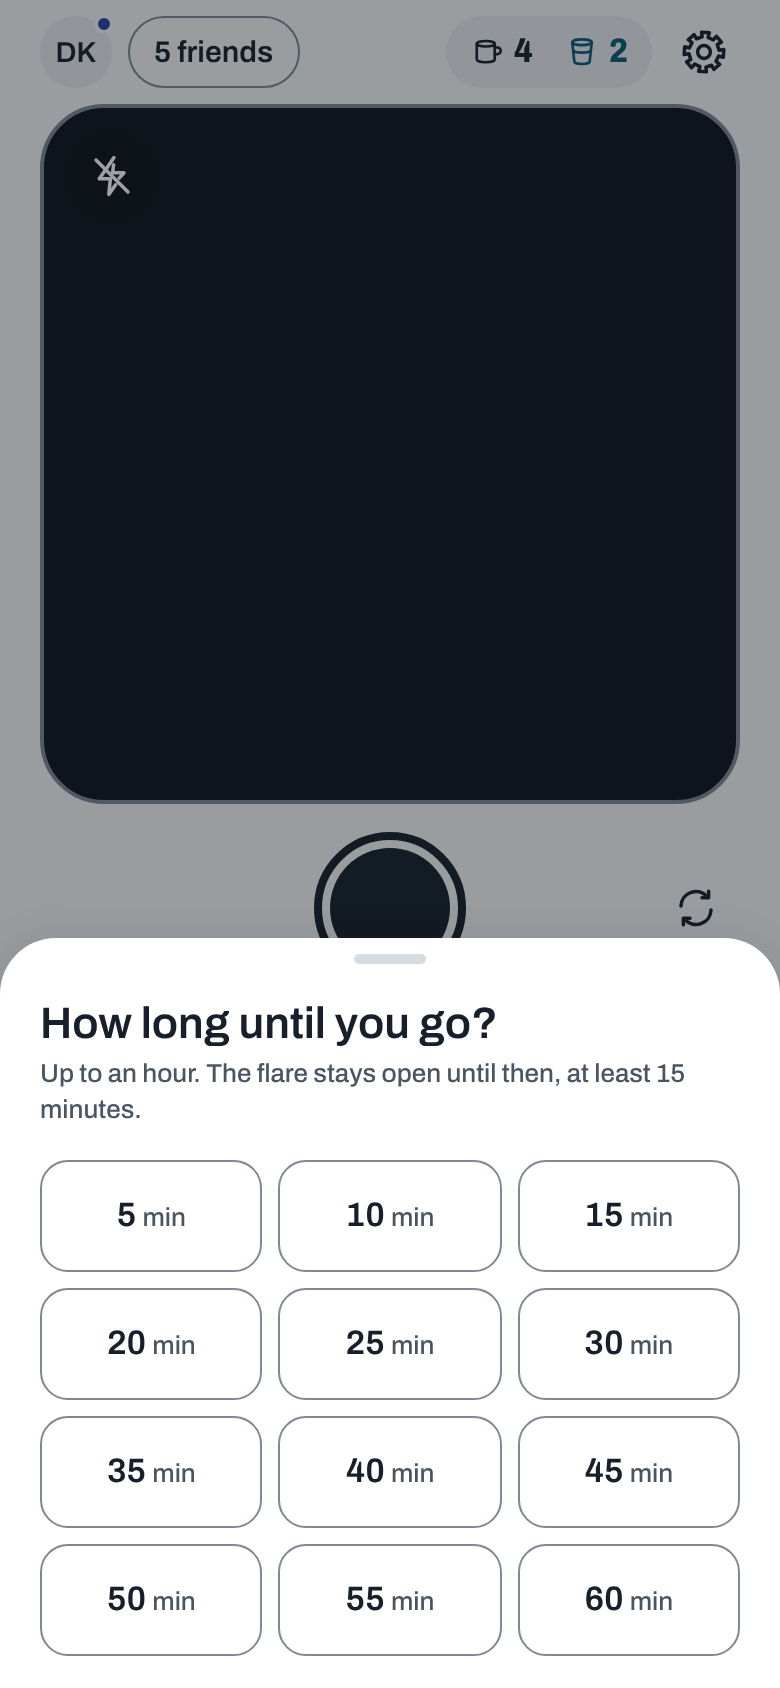 DK
5 friends
4
2
How long until you go?
Up to an hour. The flare stays open until then, at least 15
minutes.
5 min
10 min
15 min
20 min
25 min
30 min
35 min
40 min
45 min
50 min
55 min
60 min